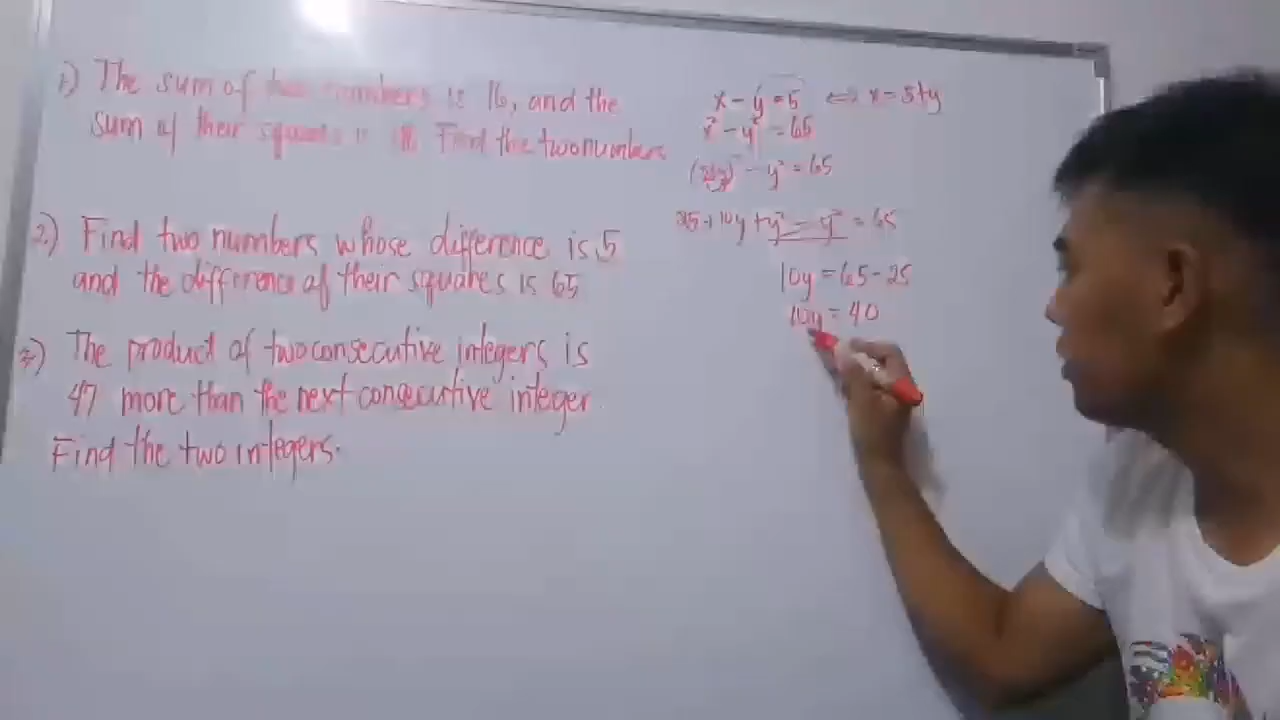 1.) The sum of two numbers is 16, and the
sum of their squares is Find the two numbers
2.) Find two numbers whose difference is 5
and the difference of their squares is 65
3.) The product of two consecutive integers is
47 more than the next consecutive integer.
Find the two integers.
x - y = 5 ⟺ x = 5+y
x² - y² = 65
(5+y)² - y² = 65
25+10y + y² - y² = 65
10y = 65-25
10y = 40